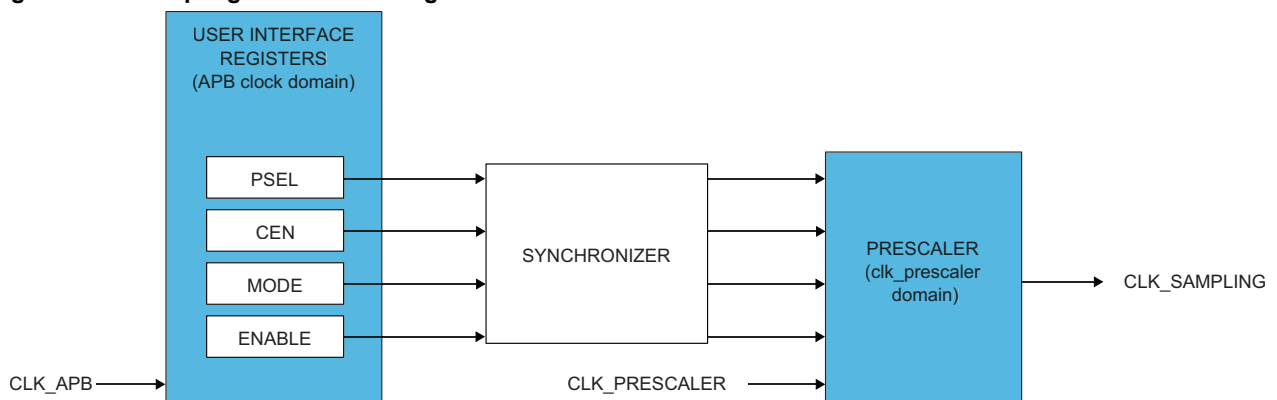 USER INTERFACE
REGISTERS
(APB clock domain)
PSEL
CEN
MODE
ENABLE
SYNCHRONIZER
PRESCALER
(clk_prescaler
domain)
CLK_SAMPLING
CLK_APB
CLK_PRESCALER